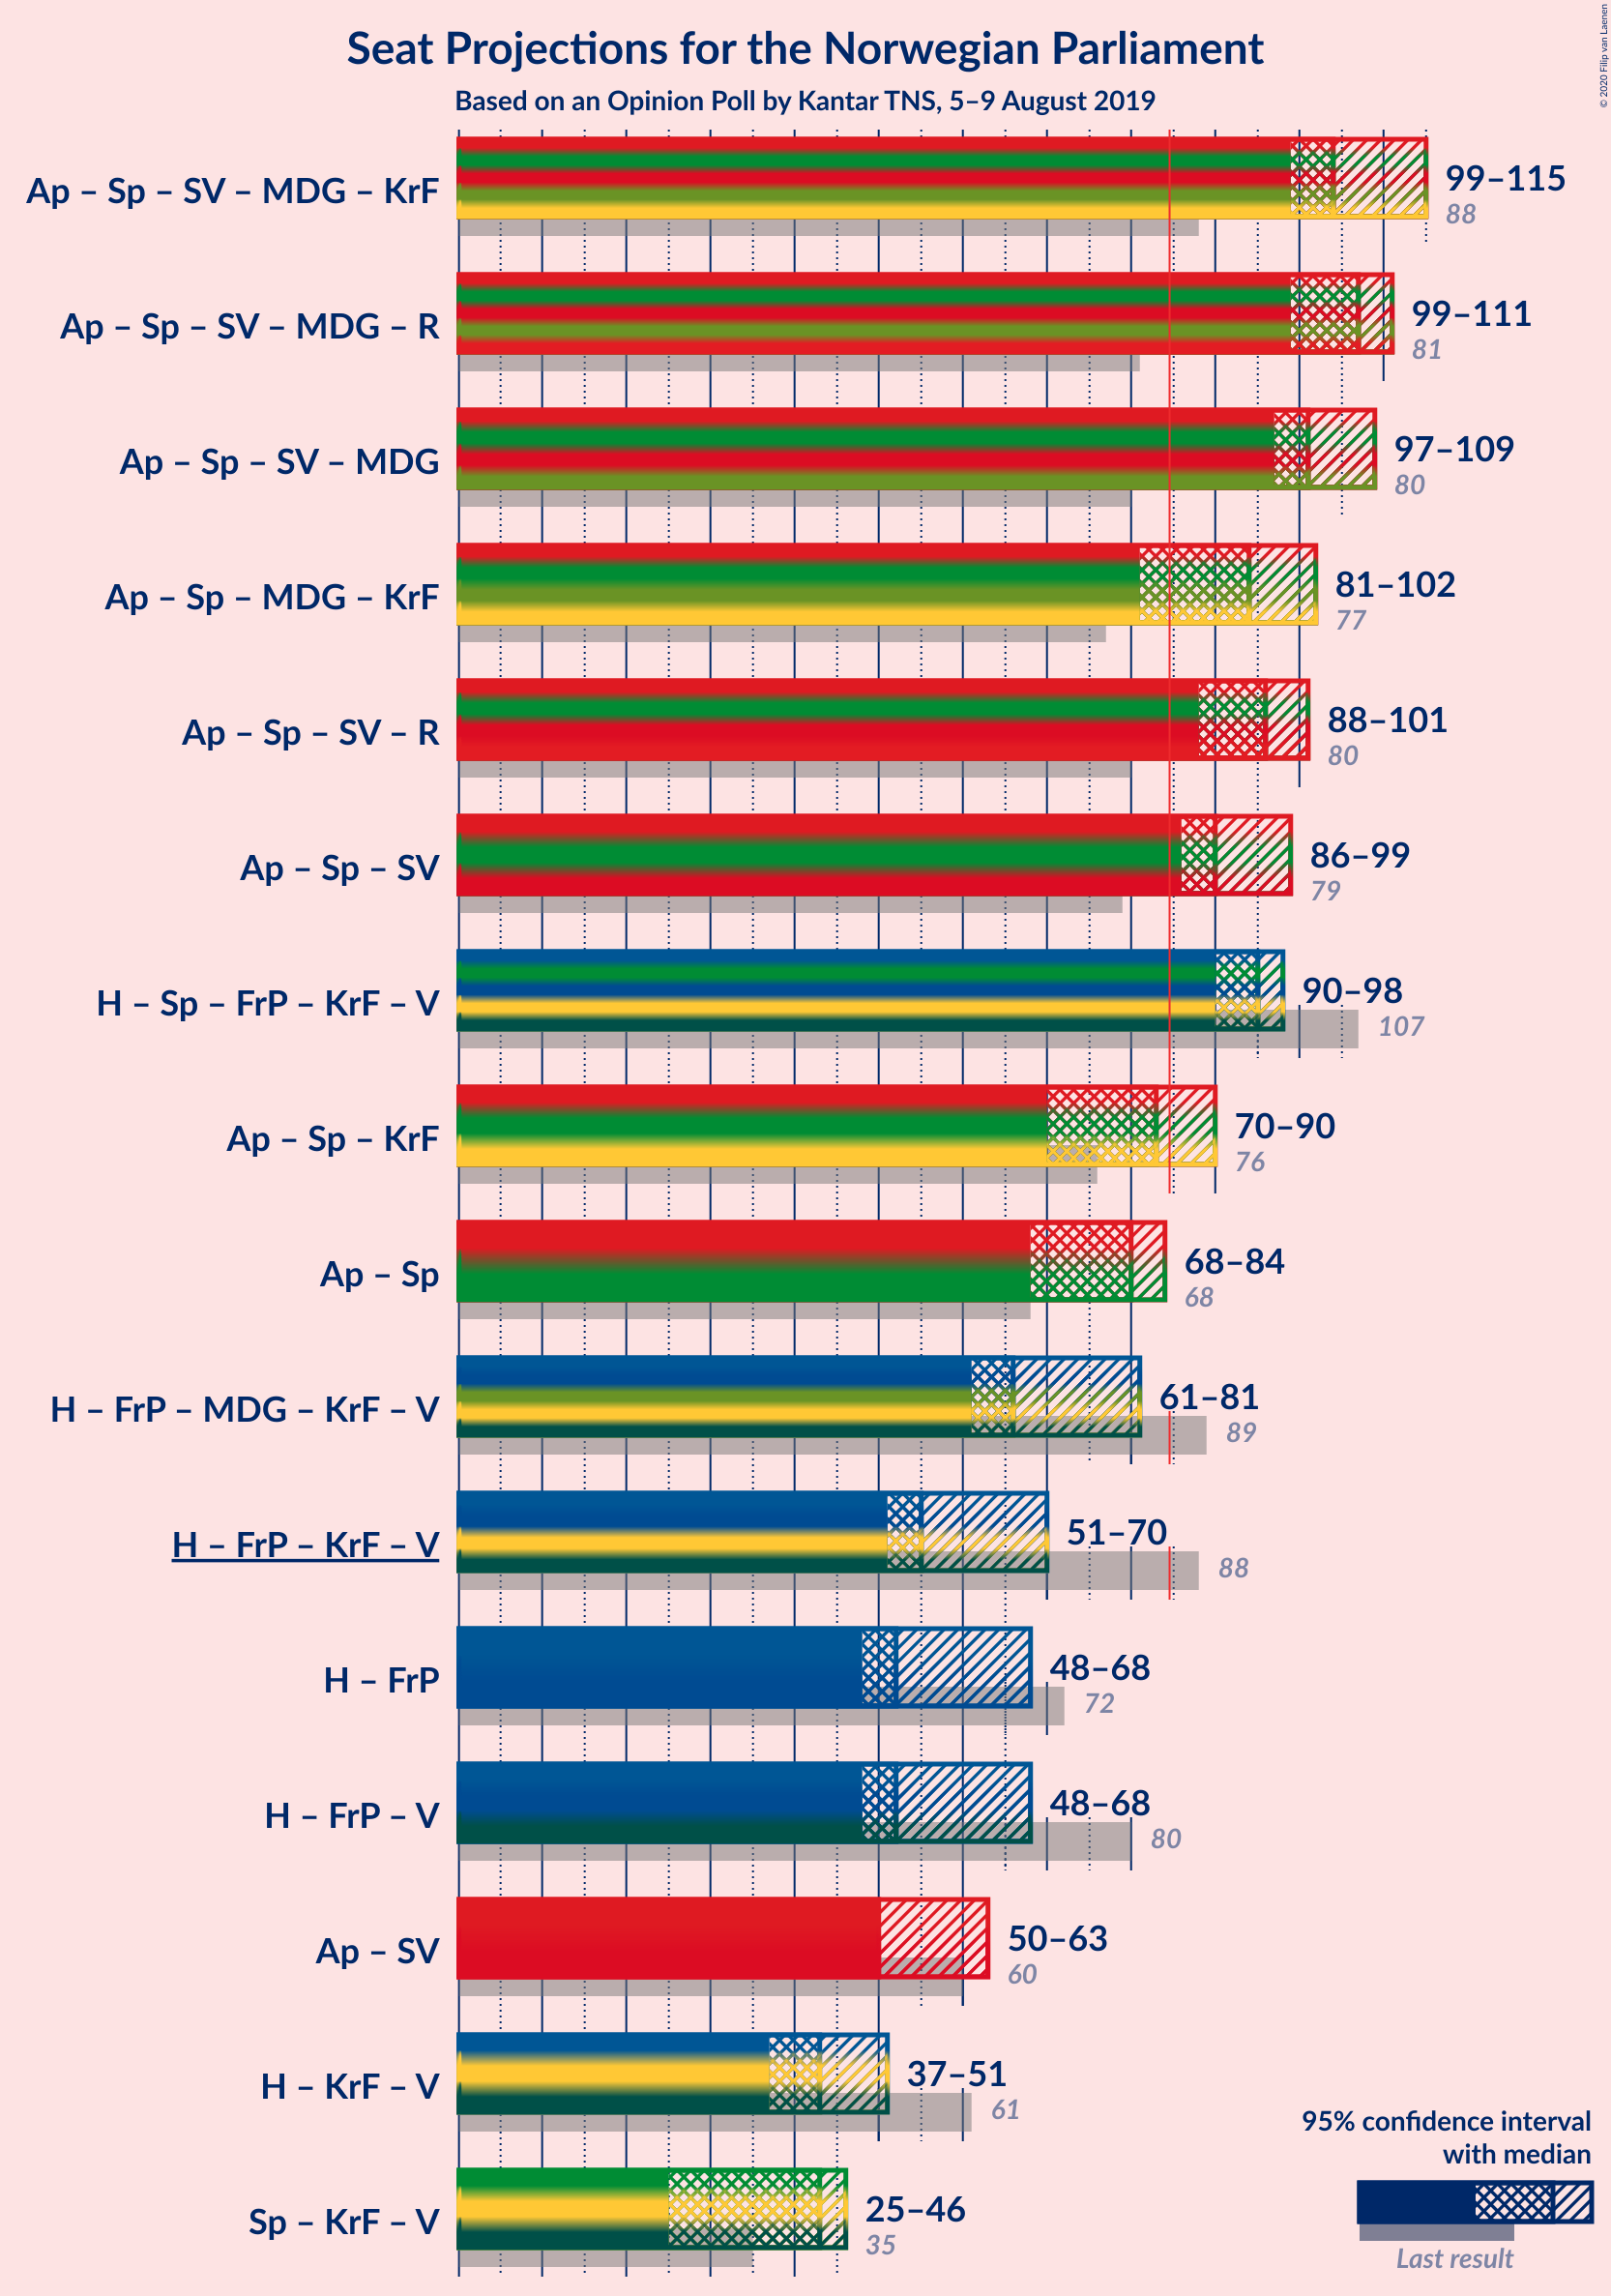 Seat Projections for the Norwegian Parliament
Based on an Opinion Poll by Kantar TNS, 5–9 August 2019
© 2020 Filip van Laenen
Ap – Sp – SV – MDG – KrF
99–115
88
Ap – Sp – SV – MDG – R
99–111
81
Ap – Sp – SV – MDG
97–109
80
Ap – Sp – MDG – KrF
81–102
77
Ap – Sp – SV – R
88–101
80
Ap – Sp – SV
86–99
79
H – Sp – FrP – KrF – V
90–98
107
Ap – Sp – KrF
70–90
76
Ap – Sp
68–84
68
H – FrP – MDG – KrF – V
61–81
89
H – FrP – KrF – V
51–70
88
H – FrP
48–68
72
H – FrP – V
48–68
80
Ap – SV
50–63
60
H – KrF – V
37–51
61
Sp – KrF – V
25–46
35
95% confidence interval
with median
Last result